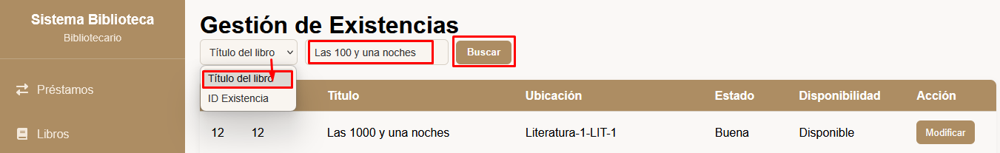 Sistema Biblioteca
Bibliotecario
Préstamos
Libros
Gestión de Existencias
Título del libro Las 100 y una noches Buscar
Título del libro
ID Existencia
Título Ubicación Estado Disponibilidad Acción
12 12 Las 1000 y una noches Literatura-1-LIT-1 Buena Disponible Modificar